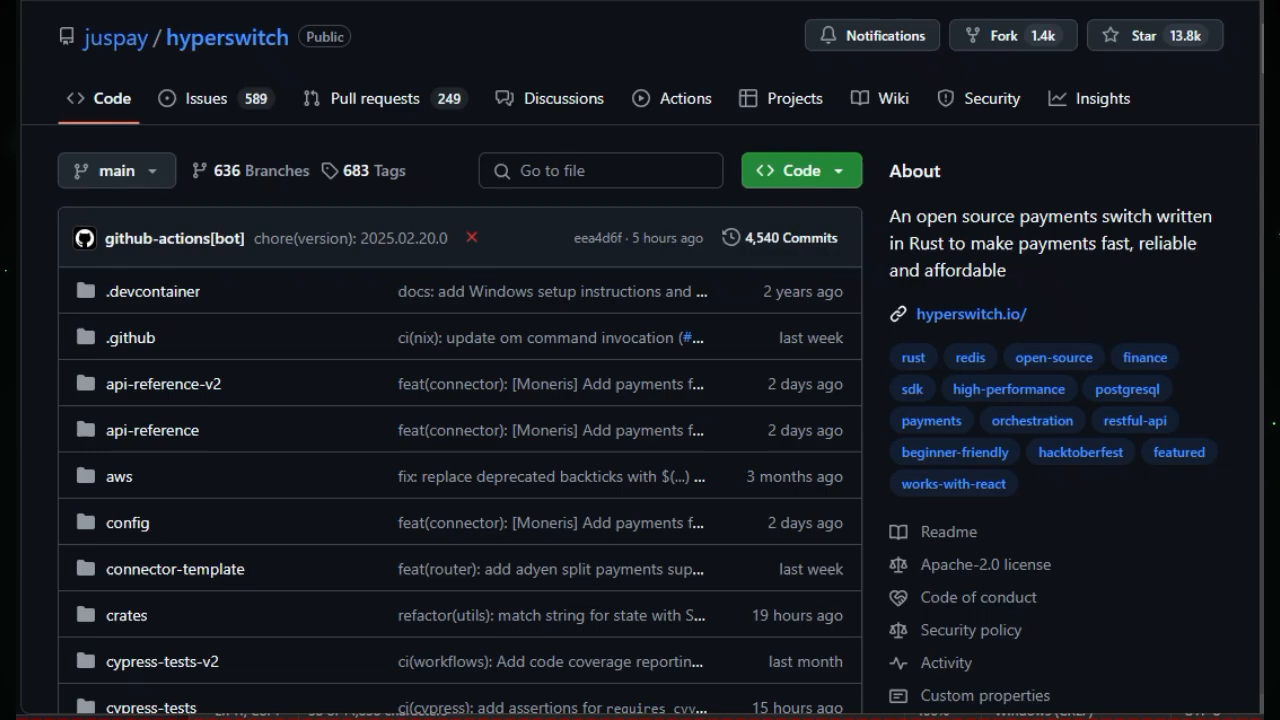 juspay / hyperswitch Public Notifications Fork 1.4k Star 13.8k
Code Issues 589 Pull requests 249 Discussions Actions Projects Wiki Security Insights
main 636 Branches 683 Tags Go to file Code
github-actions[bot] chore(version): 2025.02.20.0 eea4d6f · 5 hours ago 4,540 Commits
.devcontainer docs: add Windows setup instructions and ... 2 years ago
.github ci(nix): update om command invocation (#... last week
api-reference-v2 feat(connector): [Moneris] Add payments f... 2 days ago
api-reference feat(connector): [Moneris] Add payments f... 2 days ago
aws fix: replace deprecated backticks with $(...) ... 3 months ago
config feat(connector): [Moneris] Add payments f... 2 days ago
connector-template feat(router): add adyen split payments sup... last week
crates refactor(utils): match string for state with S... 19 hours ago
cypress-tests-v2 ci(workflows): Add code coverage reportin... last month
cypress-tests ci(cypress): add assertions for requires_cvv... 15 hours ago
About
An open source payments switch written
in Rust to make payments fast, reliable
and affordable
hyperswitch.io/
rust redis open-source finance
sdk high-performance postgresql
payments orchestration restful-api
beginner-friendly hacktoberfest featured
works-with-react
Readme
Apache-2.0 license
Code of conduct
Security policy
Activity
Custom properties